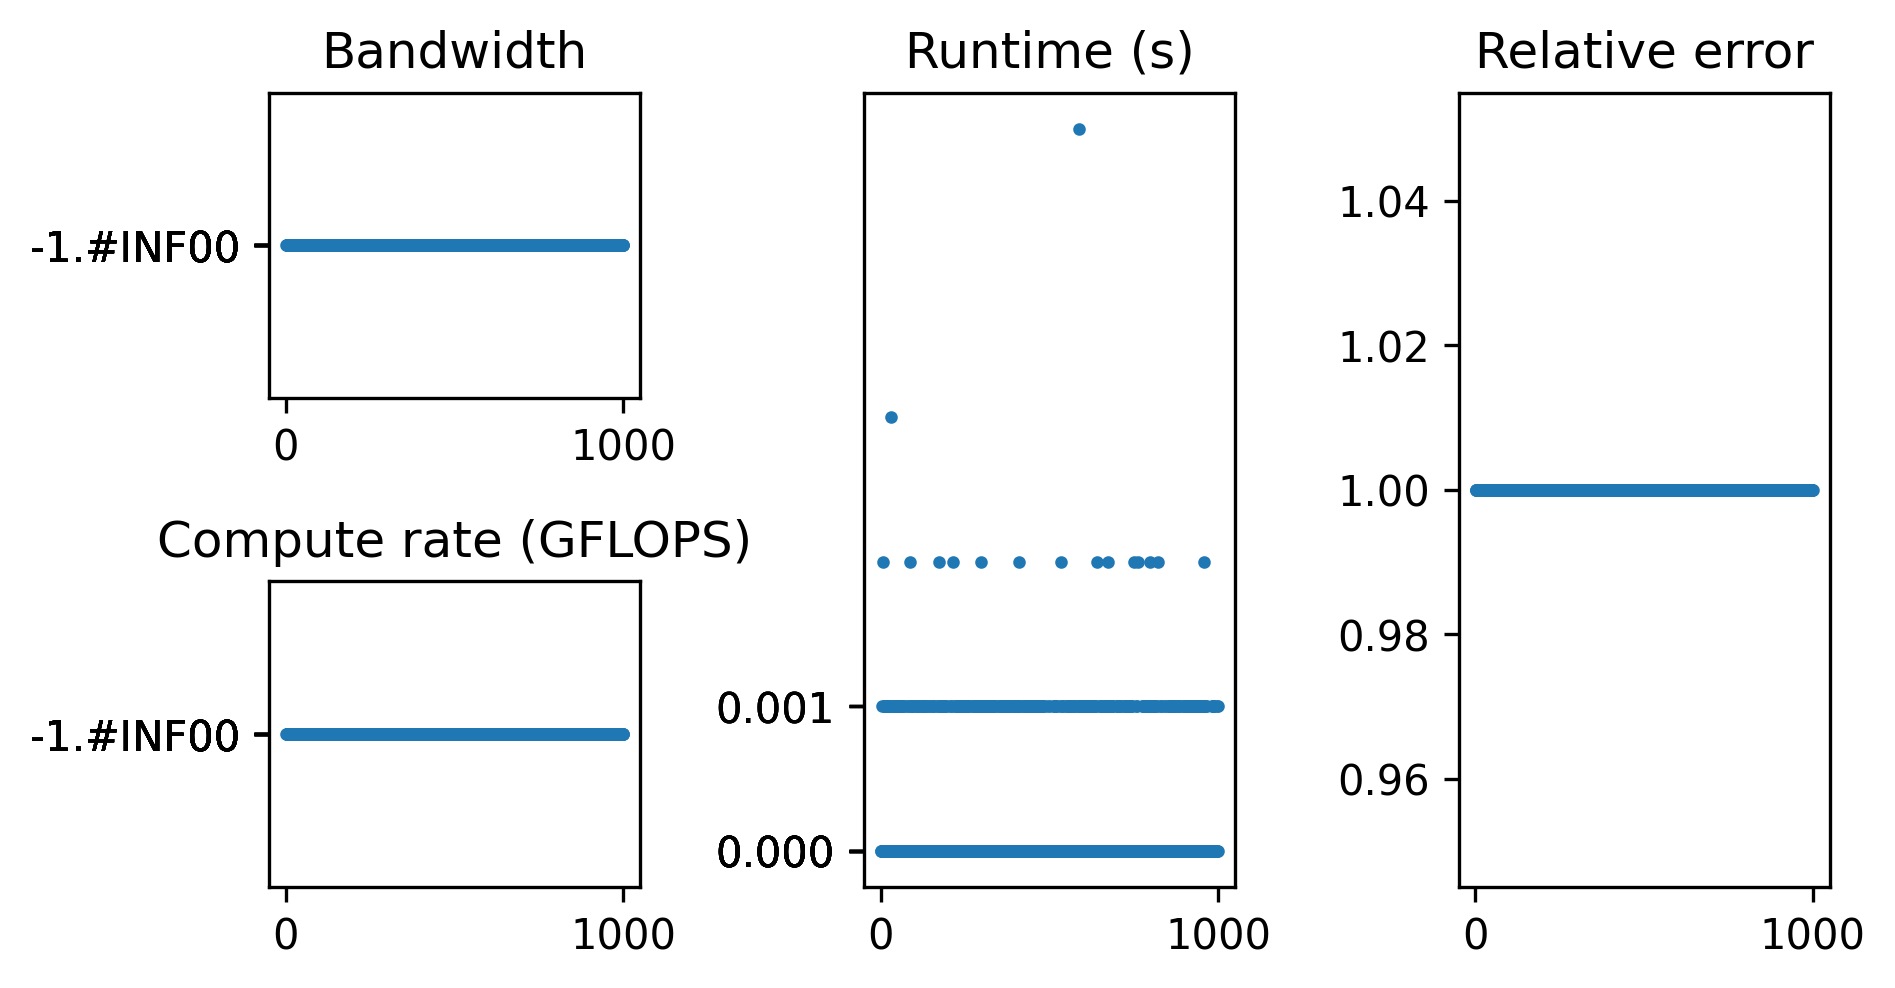 Bandwidth
-1.#INF00
0 1000
Compute rate (GFLOPS)
-1.#INF00
0 1000
Runtime (s)
0.001
0.000
0 1000
Relative error
1.04
1.02
1.00
0.98
0.96
0 1000